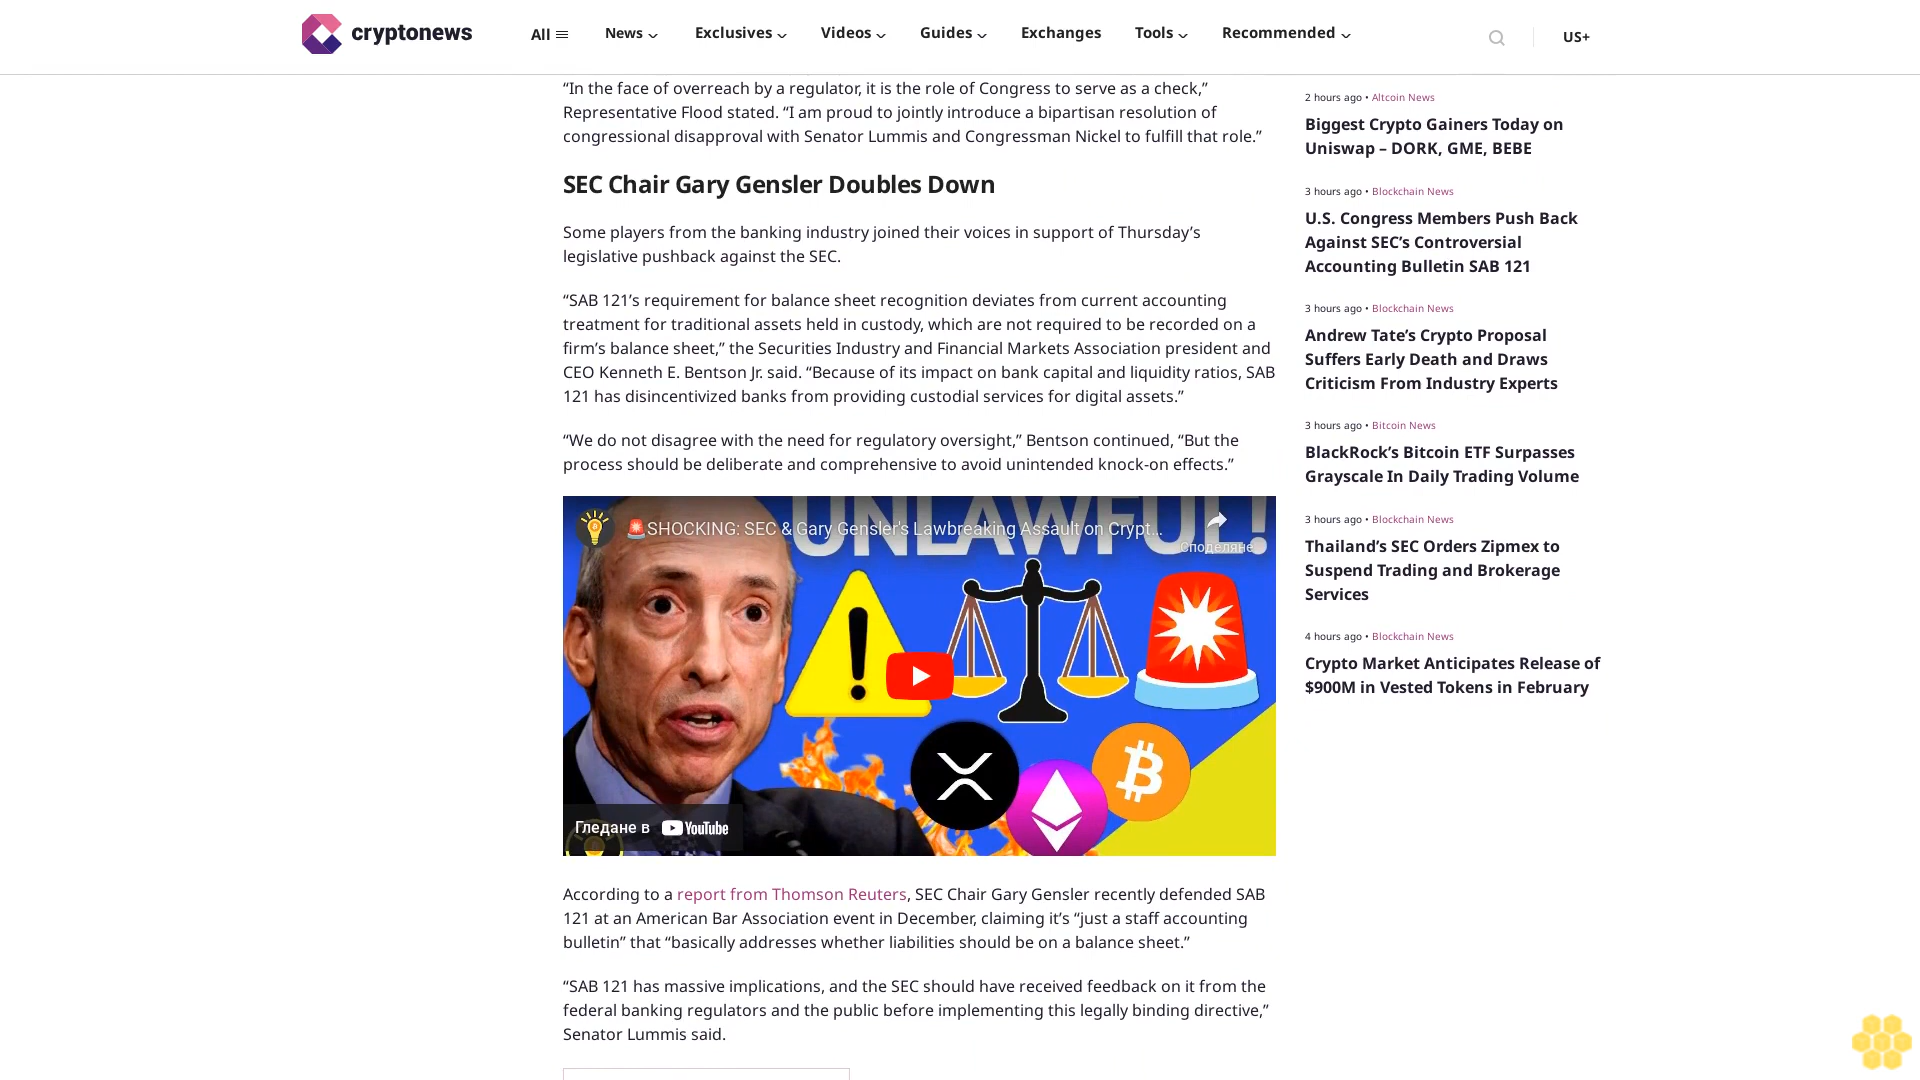 cryptonews
All
News
Exclusives
Videos
Guides
Exchanges
Tools
Recommended
US+
“In the face of overreach by a regulator, it is the role of Congress to serve as a check,”
Representative Flood stated. “I am proud to jointly introduce a bipartisan resolution of
congressional disapproval with Senator Lummis and Congressman Nickel to fulfill that role.”
SEC Chair Gary Gensler Doubles Down
Some players from the banking industry joined their voices in support of Thursday’s
legislative pushback against the SEC.
“SAB 121’s requirement for balance sheet recognition deviates from current accounting
treatment for traditional assets held in custody, which are not required to be recorded on a
firm’s balance sheet,” the Securities Industry and Financial Markets Association president and
CEO Kenneth E. Bentson Jr. said. “Because of its impact on bank capital and liquidity ratios, SAB
121 has disincentivized banks from providing custodial services for digital assets.”
“We do not disagree with the need for regulatory oversight,” Bentson continued, “But the
process should be deliberate and comprehensive to avoid unintended knock-on effects.”
UNLAWFUL!
🚨SHOCKING: SEC & Gary Gensler's Lawbreaking Assault on Crypt...
Споделяне
Гледане в YouTube
According to a report from Thomson Reuters, SEC Chair Gary Gensler recently defended SAB
121 at an American Bar Association event in December, claiming it’s “just a staff accounting
bulletin” that “basically addresses whether liabilities should be on a balance sheet.”
“SAB 121 has massive implications, and the SEC should have received feedback on it from the
federal banking regulators and the public before implementing this legally binding directive,”
Senator Lummis said.
2 hours ago • Altcoin News
Biggest Crypto Gainers Today on
Uniswap – DORK, GME, BEBE
3 hours ago • Blockchain News
U.S. Congress Members Push Back
Against SEC’s Controversial
Accounting Bulletin SAB 121
3 hours ago • Blockchain News
Andrew Tate’s Crypto Proposal
Suffers Early Death and Draws
Criticism From Industry Experts
3 hours ago • Bitcoin News
BlackRock’s Bitcoin ETF Surpasses
Grayscale In Daily Trading Volume
3 hours ago • Blockchain News
Thailand’s SEC Orders Zipmex to
Suspend Trading and Brokerage
Services
4 hours ago • Blockchain News
Crypto Market Anticipates Release of
$900M in Vested Tokens in February